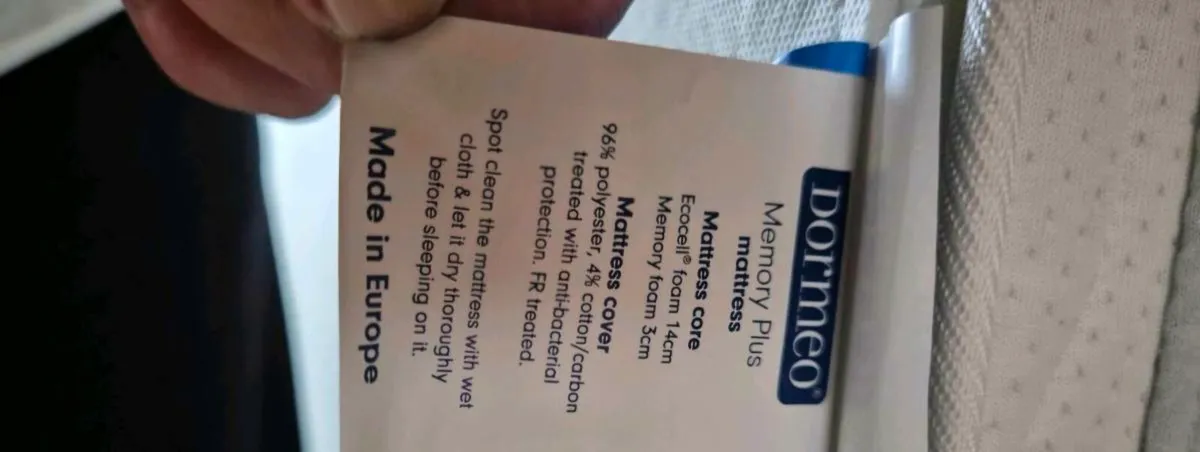 Dormeo®
Memory Plus
mattress
Mattress core
Ecocell® foam 14cm
Memory foam 3cm
Mattress cover
96% polyester, 4% cotton/carbon
treated with anti-bacterial
protection. FR treated.
Spot clean the mattress with wet
cloth & let it dry thoroughly
before sleeping on it.
Made in Europe